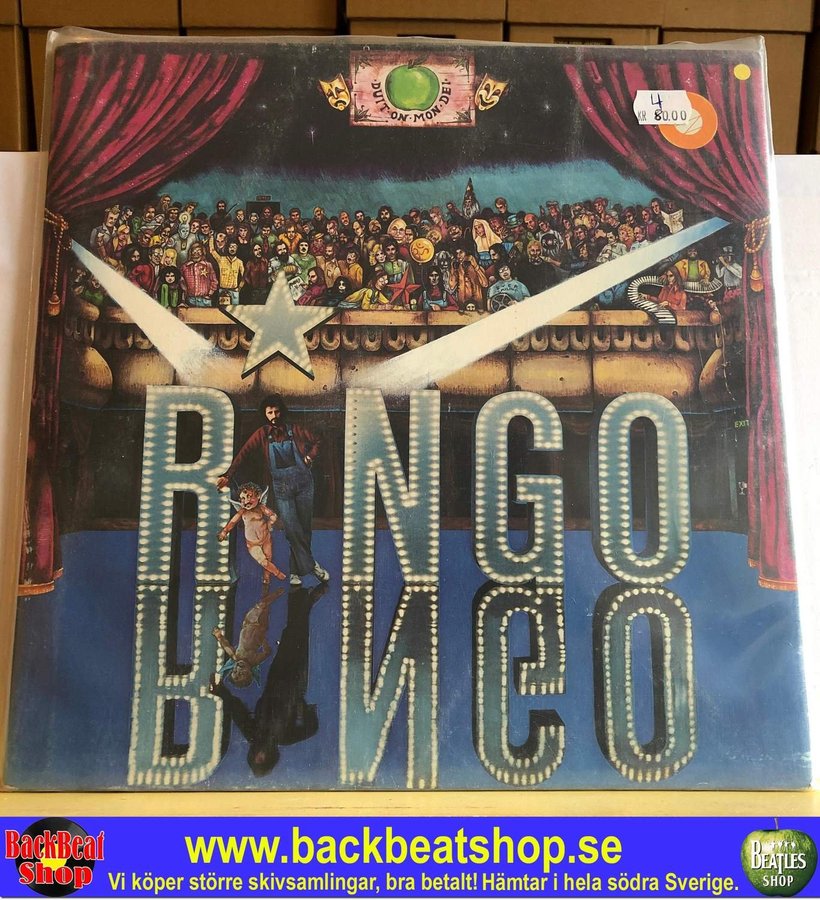 DUIT·ON·MON·DEI
4
KR 80.00
EXIT
RINGO
BackBeat
Shop
www.backbeatshop.se
Vi köper större skivsamlingar, bra betalt! Hämtar i hela södra Sverige.
BEATLES
SHOP